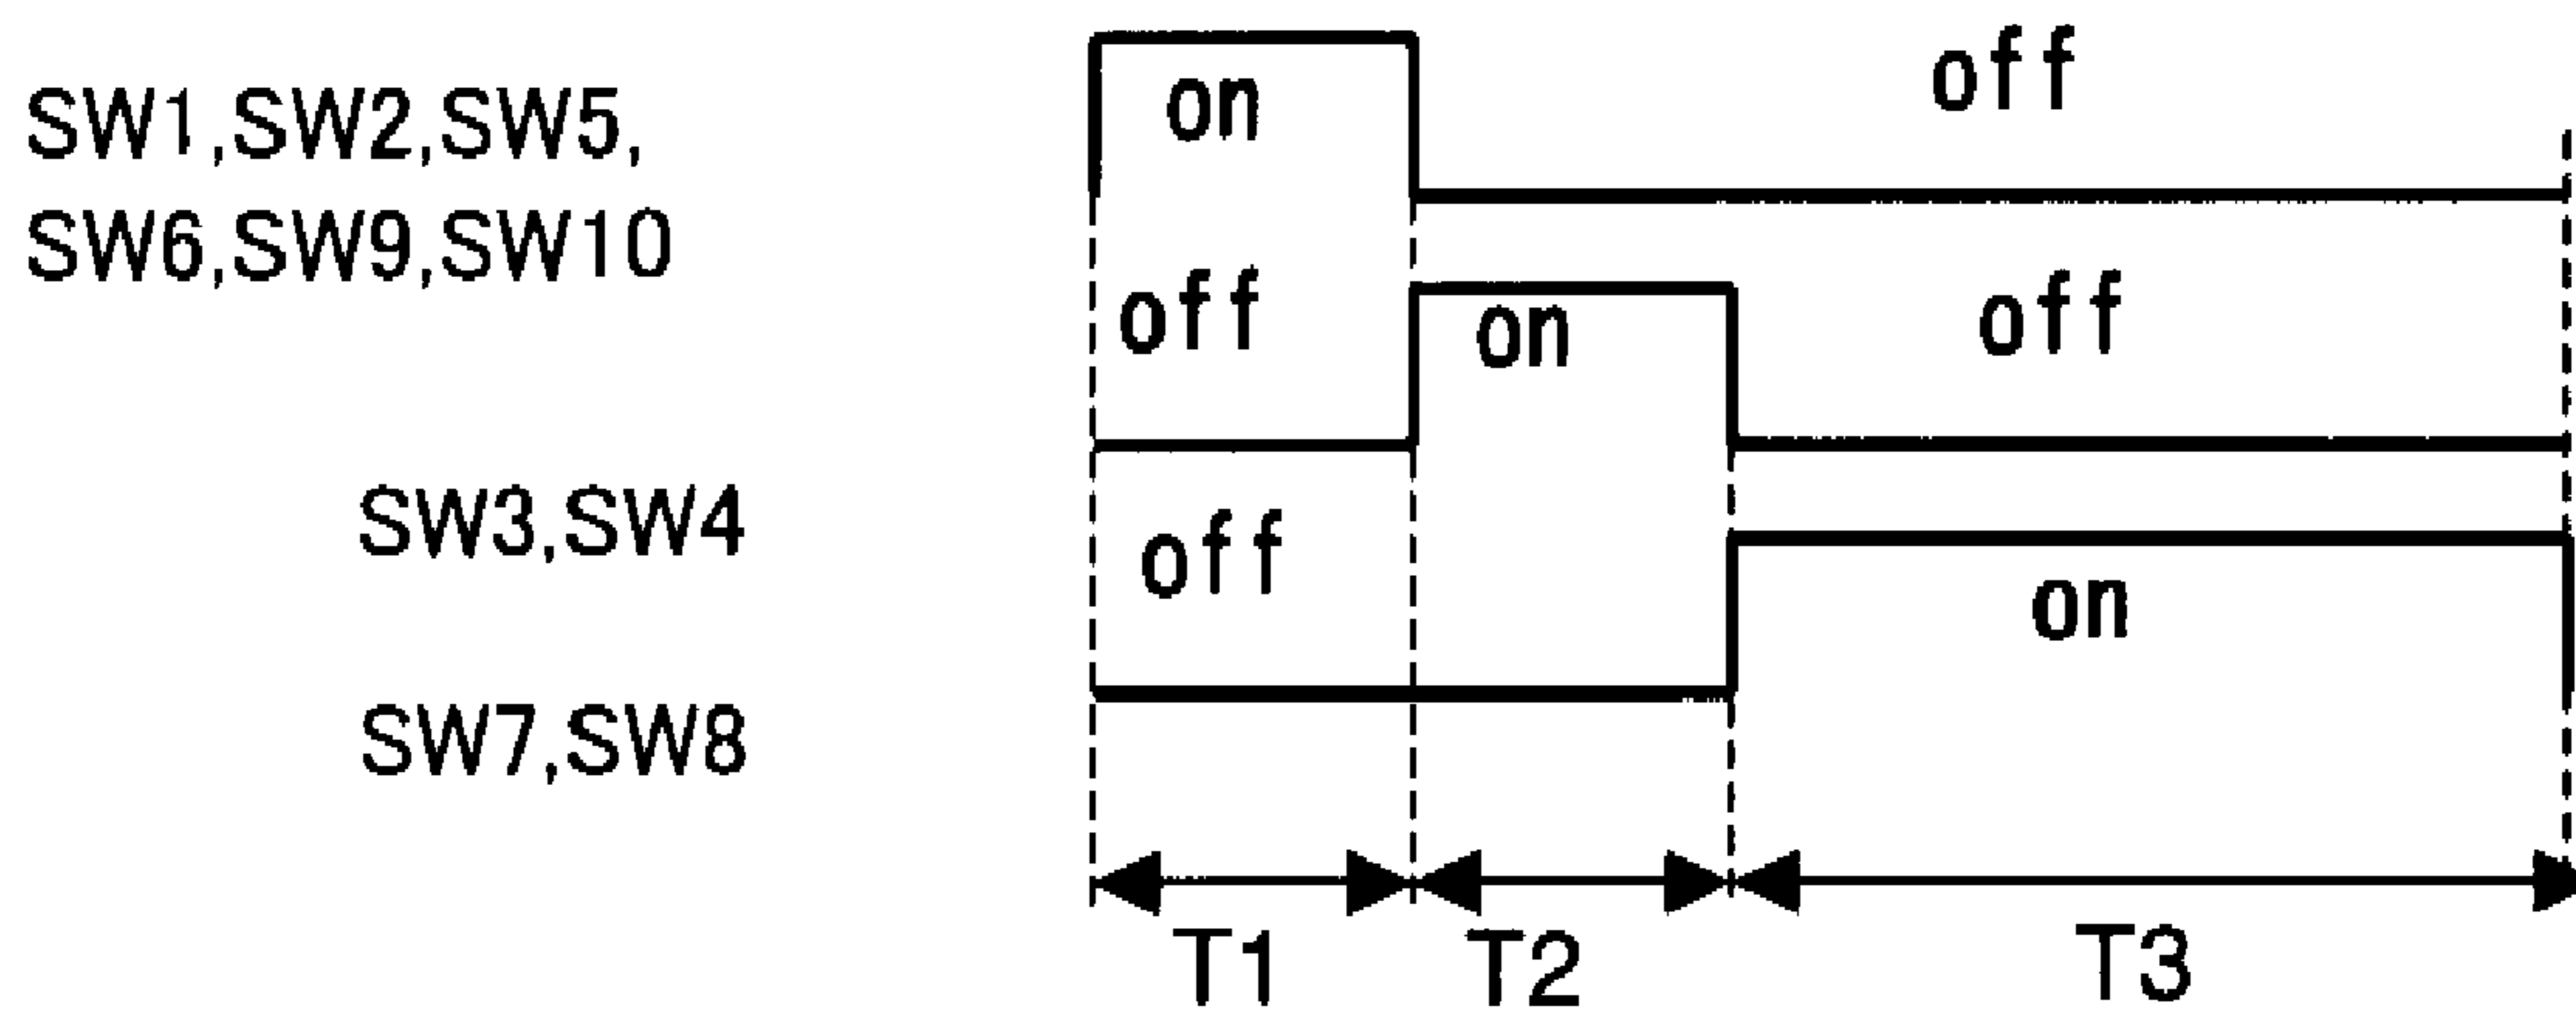 on off
SW1,SW2,SW5,
SW6,SW9,SW10
off on off
SW3,SW4
off on
SW7,SW8
T1 T2 T3